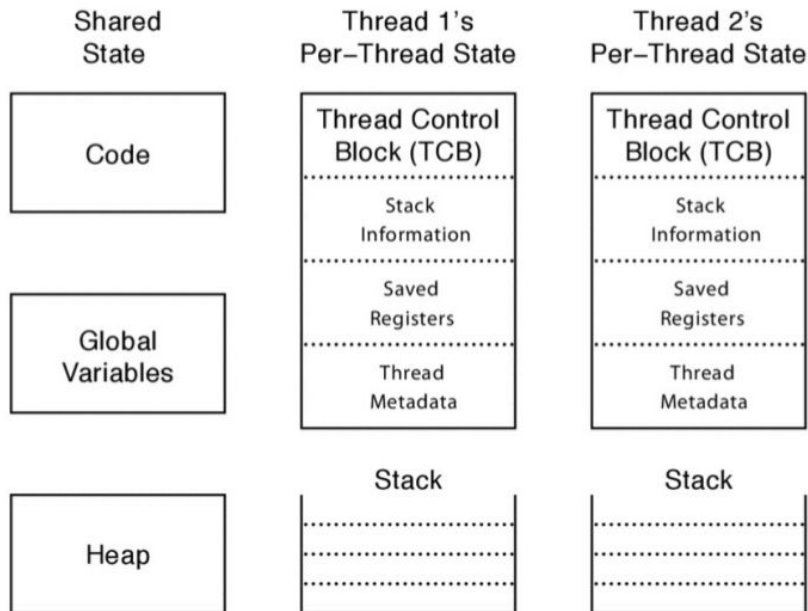 Shared
State
Thread 1's
Per–Thread State
Thread 2's
Per–Thread State
Code
Global
Variables
Heap
Thread Control
Block (TCB)
Stack
Information
Saved
Registers
Thread
Metadata
Stack
Thread Control
Block (TCB)
Stack
Information
Saved
Registers
Thread
Metadata
Stack